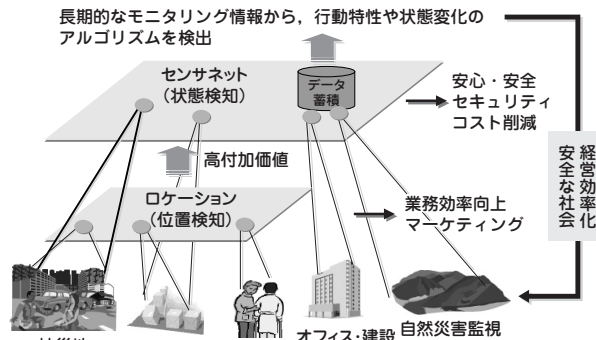 長期的なモニタリング情報から，行動特性や状態変化の
アルゴリズムを検出
センサネット
（状態検知）
データ
蓄積
安心・安全
セキュリティ
コスト削減
高付加価値
ロケーション
（位置検知）
業務効率向上
マーケティング
経営効率化
安全な社会
オフィス・建設
自然災害監視